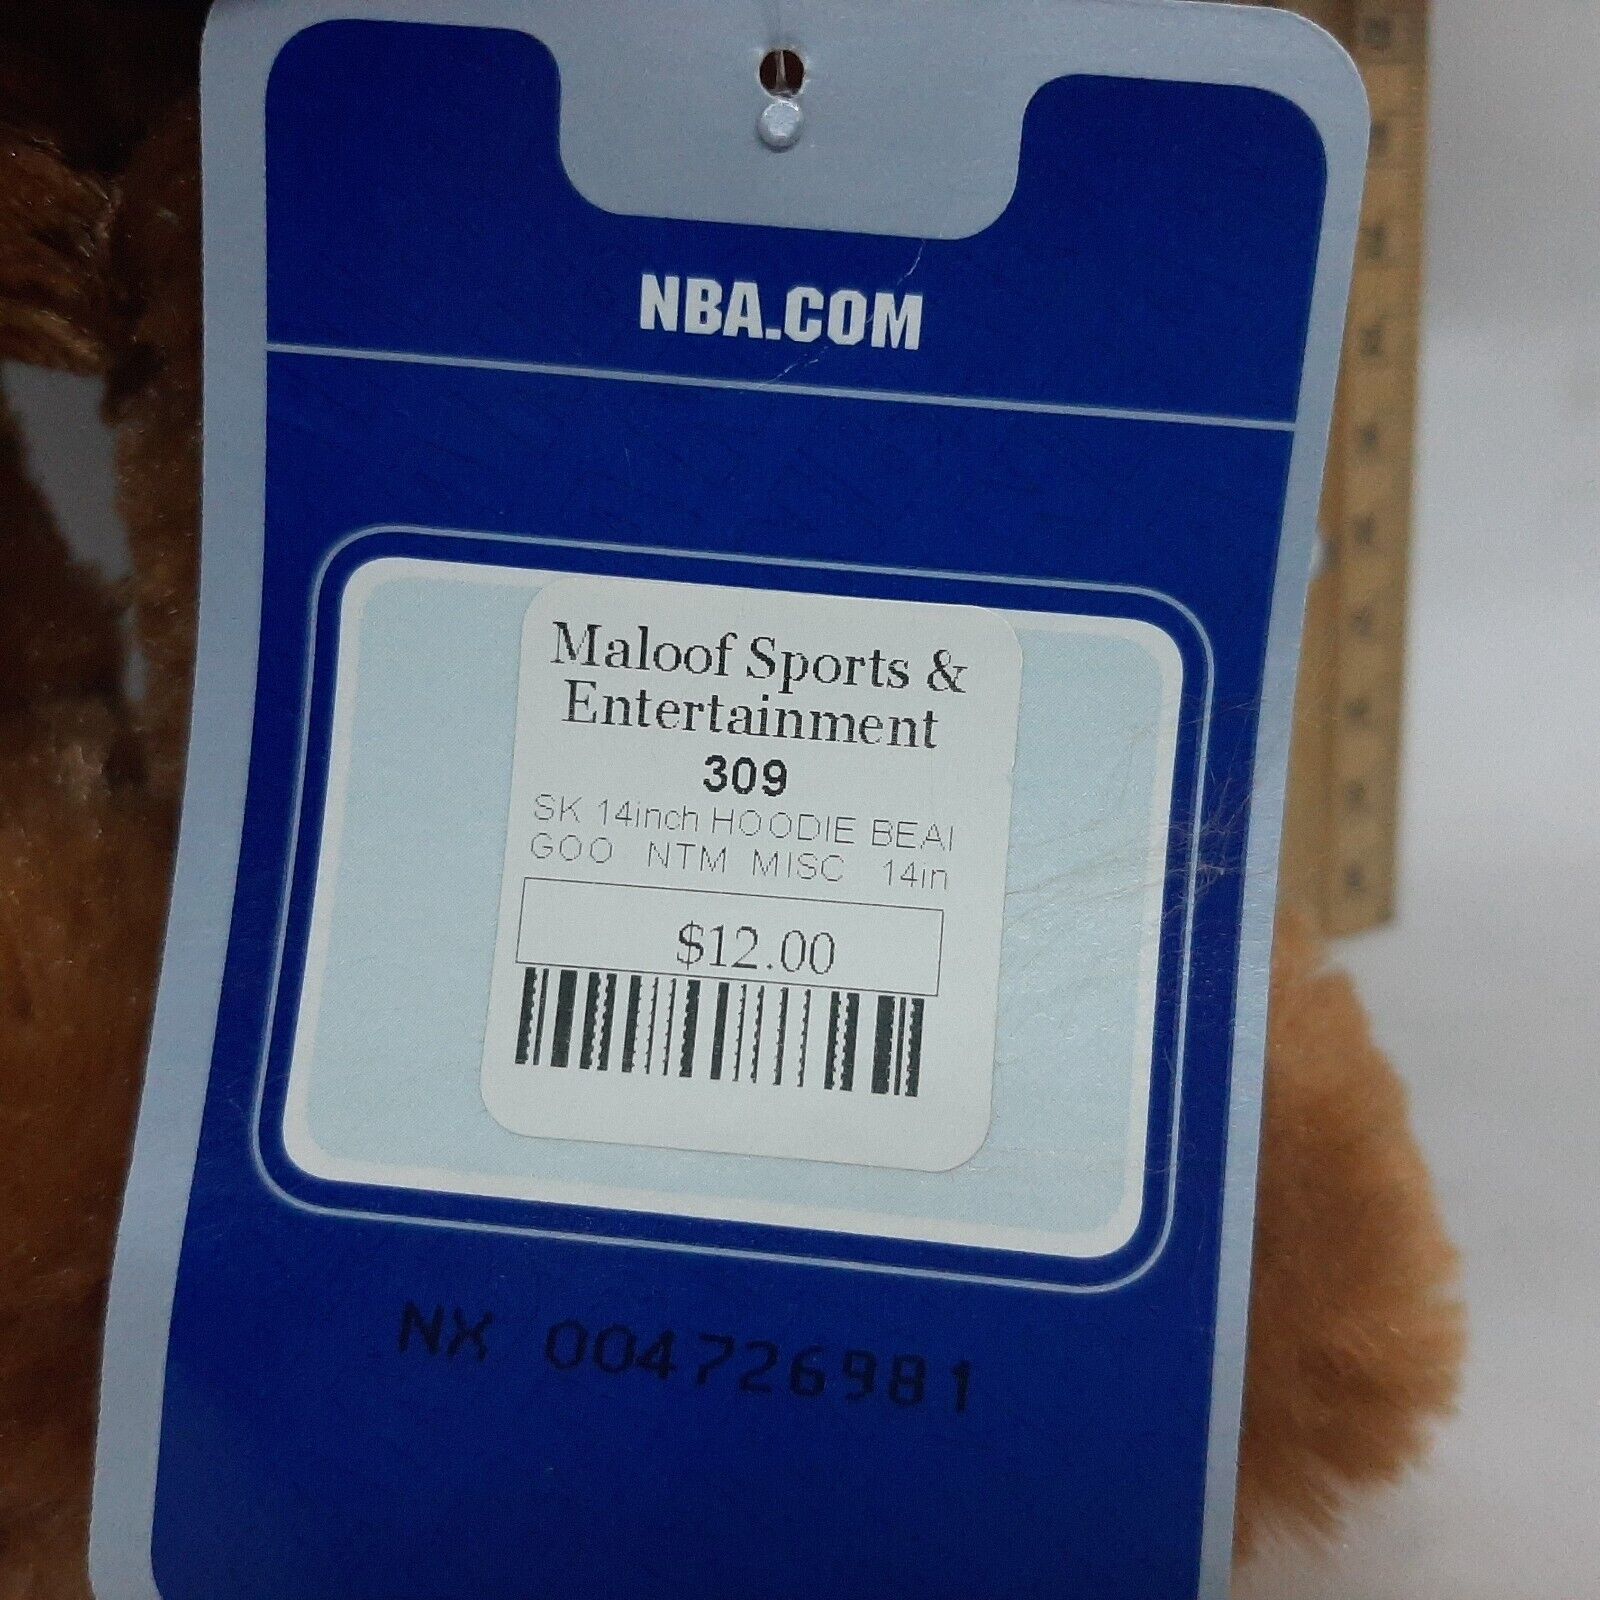 NBA.COM
Maloof Sports &
Entertainment
309
SK 14inch HOODIE BEAI
GOO NTM MISC 14in
$12.00
NX 004726981